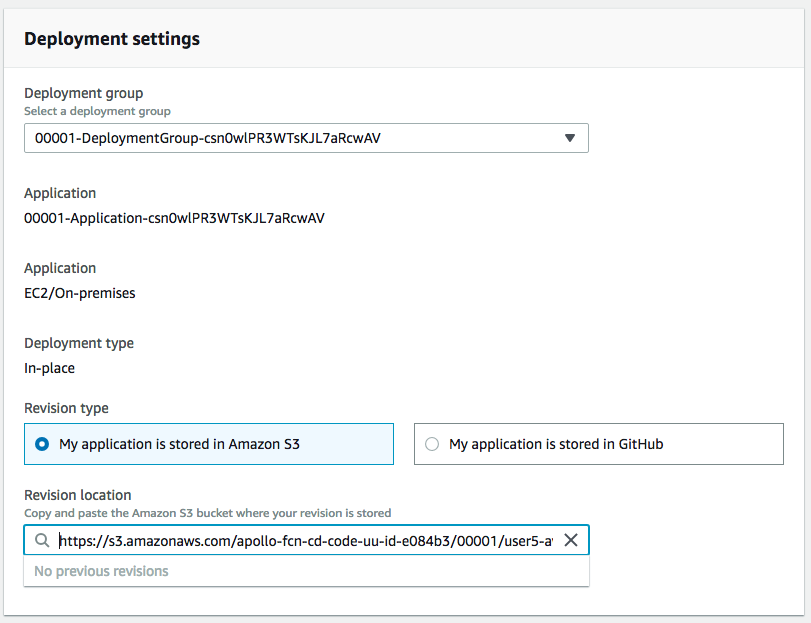 Deployment settings
Deployment group
Select a deployment group
00001-DeploymentGroup-csn0wlPR3WTsKJL7aRcwAV
Application
00001-Application-csn0wlPR3WTsKJL7aRcwAV
Application
EC2/On-premises
Deployment type
In-place
Revision type
My application is stored in Amazon S3
My application is stored in GitHub
Revision location
Copy and paste the Amazon S3 bucket where your revision is stored
https://s3.amazonaws.com/apollo-fcn-cd-code-uu-id-e084b3/00001/user5-a
No previous revisions